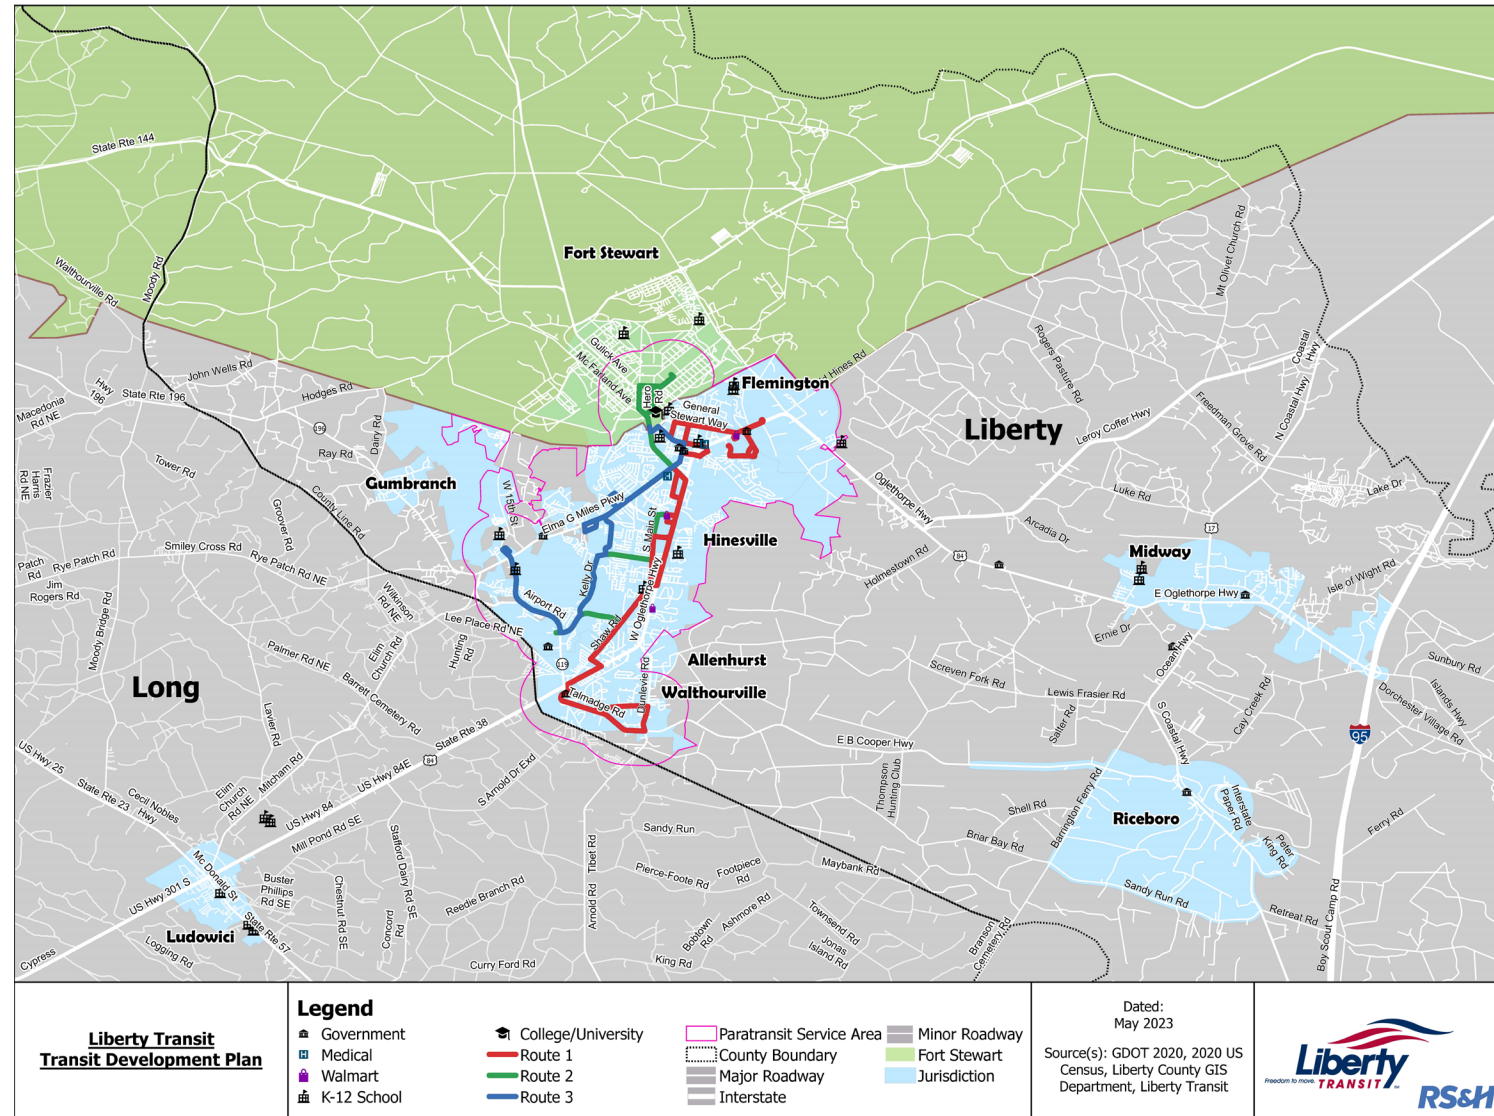 State Rte 144
Walthourville Rd
Moody Rd
Fort Stewart
Mt Olivet Church Rd
Gulick Ave
Mc Farland Ave
Hero
Rd
Flemington
d Hines Rd
General
Stewart Way
Rogers Pasture Rd
Coastal
Hwy
N Coastal Hwy
Freedman Grove Rd
Leroy Coffer Hwy
Liberty
John Wells Rd
Hwy
196
State Rte 196
Hodges Rd
Macedonia
Rd NE
196
Dairy Rd
Ray Rd
Tower Rd
Frazier
Harris
Rd NE
Gumbranch
W 15th St
County Line Rd
Groover Rd
Elma G Miles Pkwy
S Main St
Hinesville
Oglethorpe Hwy
Luke Rd
Lake Dr
Arcadia Dr
17
84
Holmestown Rd
Midway
E Oglethorpe Hwy
Isle of Wight Rd
Patch
Rd
Rye Patch Rd
Smiley Cross Rd
Rye Patch Rd NE
Jim
Rogers Rd
Wilkinson
Rd NE
Airport Rd
Kelly Dr
W Oglethorpe Hwy
Shaw Rd
Lee Place Rd NE
Moody Bridge Rd
Palmer Rd NE
Elim
Church Rd
Hunting
Rd
119
Ernie Dr
Ocean Hwy
Sunbury Rd
Islands Hwy
Dorchester Village Rd
Allenhurst
Walthourville
Dunlevie Rd
Talmadge Rd
Long
Barrett Cemetery Rd
Screven Fork Rd
Lewis Frasier Rd
Salter Rd
S Coastal Hwy
Cay Creek Rd
95
Lavier Rd
State Rte 38
84
US Hwy 84E
E B Cooper Hwy
US Hwy 25
State Rte 23
Cecil Nobles
Hwy
Elim
Church
Rd NE
Mitcham Rd
US Hwy 84
Mill Pond Rd SE
S Arnold Dr Exd
Thompson
Hunting Club
Barrington Ferry Rd
Shell Rd
Briar Bay Rd
Riceboro
Interstate
Paper Rd
Peter
King Rd
Ferry Rd
Sandy Run
Tibet Rd
Arnold Rd
Pierce-Foote Rd
Footpiece
Rd
Maybank Rd
Mc Donald St
US Hwy 301 S
Buster
Phillips
Rd SE
Chestnut Rd SE
Stafford Dairy Rd SE
Concord
Rd
Reedie Branch Rd
Sandy Run Rd
Retreat Rd
Boy Scout Camp Rd
Ashmore Rd
Bobtown
Rd
Townsend Rd
Jonas
Island Rd
Branson
Cemetery Rd
Ludowici
State Rte 57
Logging Rd
Cypress
Curry Ford Rd
King Rd
Liberty Transit
Transit Development Plan
Legend
Government
Medical
Walmart
K-12 School
College/University
Route 1
Route 2
Route 3
Paratransit Service Area
County Boundary
Major Roadway
Interstate
Minor Roadway
Fort Stewart
Jurisdiction
Dated:
May 2023
Source(s): GDOT 2020, 2020 US
Census, Liberty County GIS
Department, Liberty Transit
Liberty
Freedom to move. TRANSIT
RS&H